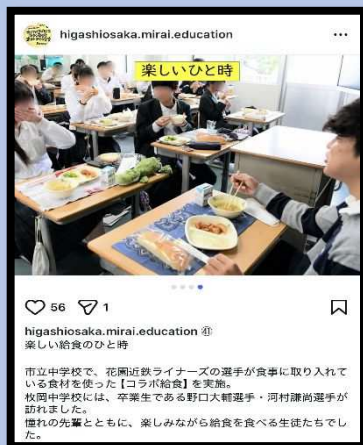 higashiosaka.mirai.education
楽しいひと時
56 1
higashiosaka.mirai.education ㊶
楽しい給食のひと時
市立中学校で、花園近鉄ライナーズの選手が食事に取り入れて
いる食材を使った【コラボ給食】を実施。
枚岡中学校には、卒業生である野口大輔選手・河村謙尚選手が
訪れました。
憧れの先輩とともに、楽しみながら給食を食べる生徒たちでし
た。